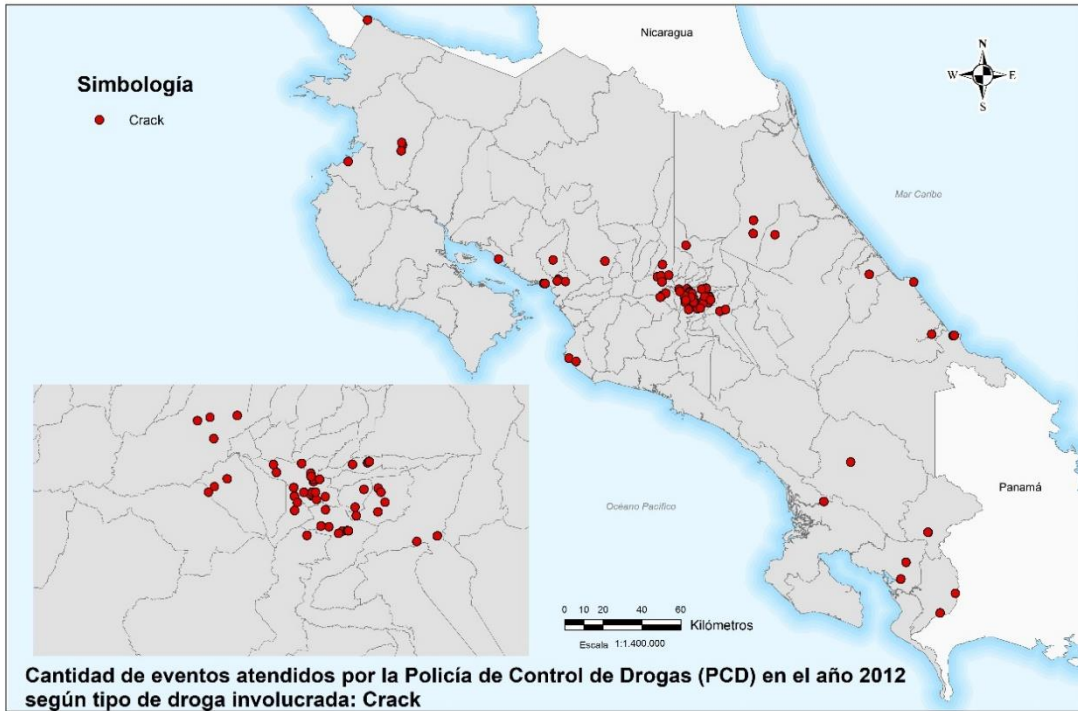 Nicaragua
N
W E
S
Simbología
Crack
Mar Caribe
Panamá
Océano Pacífico
0 10 20 40 60
Kilómetros
Escala 1:1.400.000
Cantidad de eventos atendidos por la Policía de Control de Drogas (PCD) en el año 2012
según tipo de droga involucrada: Crack